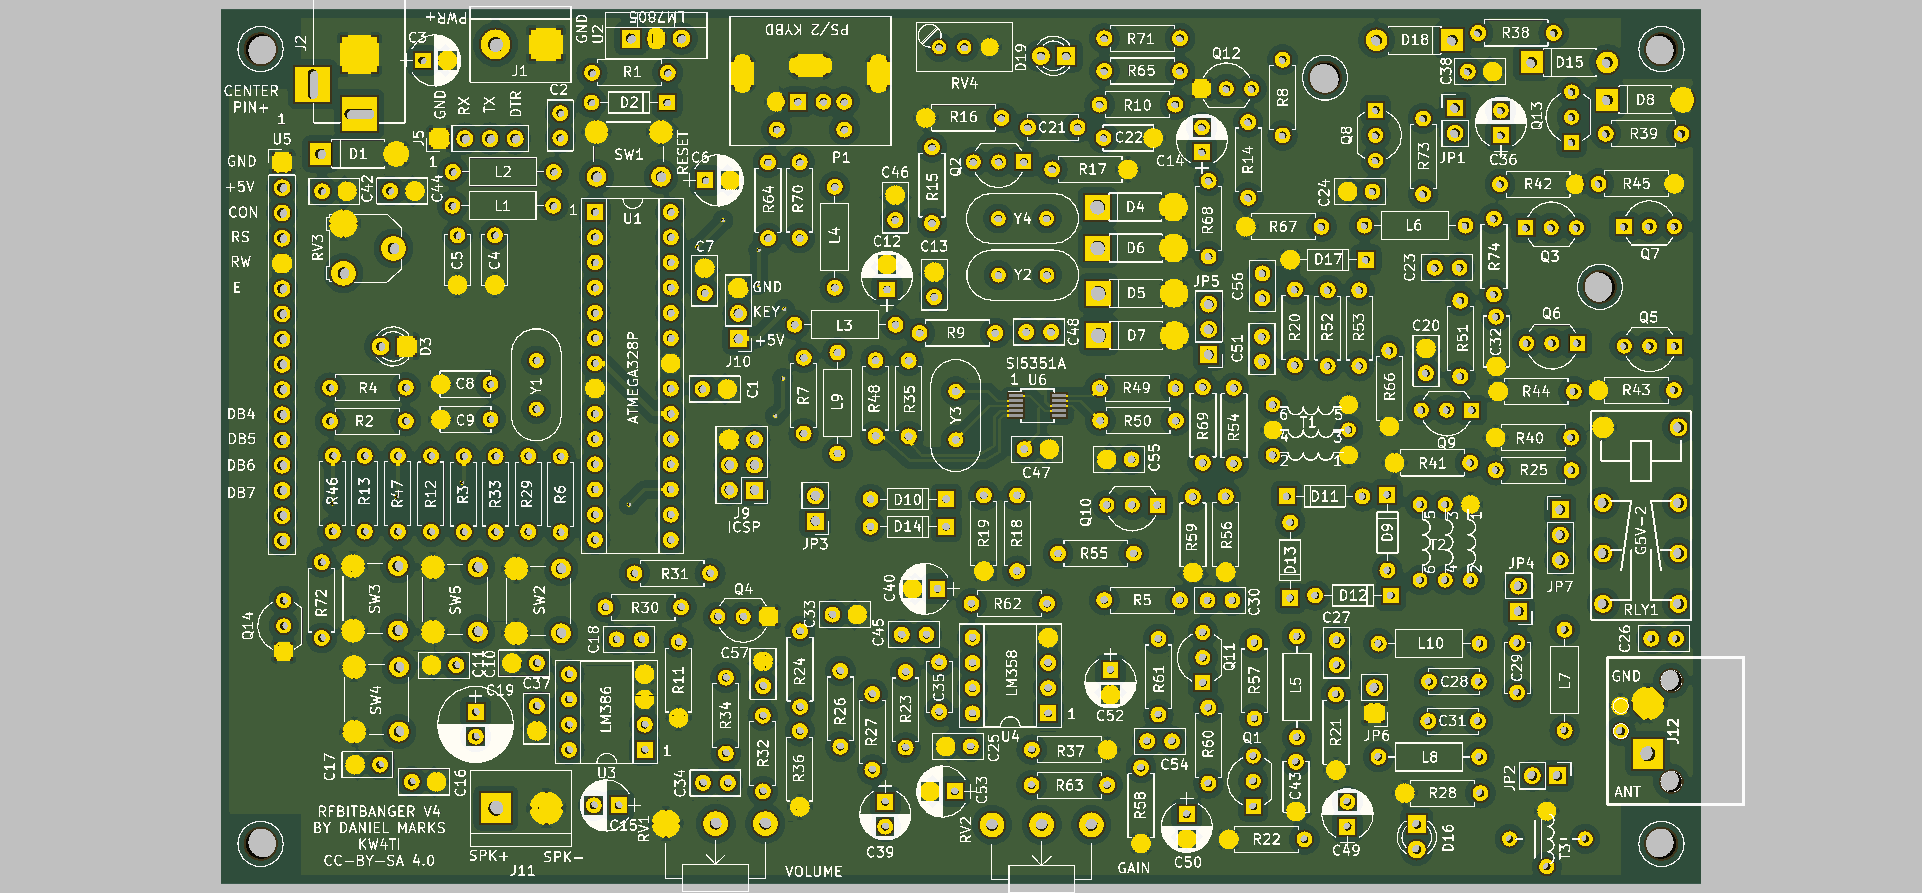 J2
CENTER
PIN+
1
U5
GND
+5V
CON
RS
RW
E
DB4
DB5
DB6
DB7
C3
PWR+
J1
GND
RX
TX
DTR
J5
1
C2
GND
U2
LM7805
R1
D2
RESET
SW1
D1
C42
C44
L2
L1
RV3
C5
C4
D3
R4
R2
C8
C9
Y1
1
U1
ATMEGA328P
PS/2 KYBD
P1
C6
R64
R70
L4
C46
C12
C13
R15
C7
GND
KEY
+5V
J10
L3
C1
R7
L9
R48
R35
R9
J9
ICSP
JP3
RV4
D19
R71
R65
R10
R16
C21
C22
Q2
R17
C14
Q12
R14
R8
Y4
Y2
Y3
D4
D6
D5
D7
R68
R67
JP5
C48
SI5351A
1 U6
C47
R49
R50
C55
C56
C51
D17
R20
R52
R53
D18
R38
C38
D15
D8
Q13
R39
Q8
R73
JP1
C36
C24
R42
R45
L6
Q3
Q7
R74
C23
C20
R51
C32
Q6
Q5
R66
R44
R43
Q9
R40
R41
R25
R69
R54
T1
6
5
4
3
2
1
R46
R13
R47
R12
R3
R33
R29
R6
D10
D14
R19
R18
Q10
R55
R59
R56
D11
D9
D13
D12
T2
5
3
1
6
4
2
JP4
JP7
G5V-2
RLY1
C26
Q14
R72
SW3
SW5
SW2
R31
R30
Q4
C33
C40
C45
R62
R5
C30
C27
SW4
C11
C10
C19
C37
C18
LM386
1
U3
R11
C57
R24
R34
R32
R36
R26
R27
R23
C35
LM358
1
U4
C52
R61
Q11
R57
L5
L10
C28
C29
C31
L7
L8
JP6
R21
GND
J12
ANT
C17
C16
C34
C25
R37
R63
C54
R60
Q1
C43
JP2
R28
RFBITBANGER V4
BY DANIEL MARKS
KW4TI
CC-BY-SA 4.0
SPK+
SPK-
J11
C15
RV1
VOLUME
C39
C53
RV2
GAIN
R58
C50
R22
C49
D16
T3